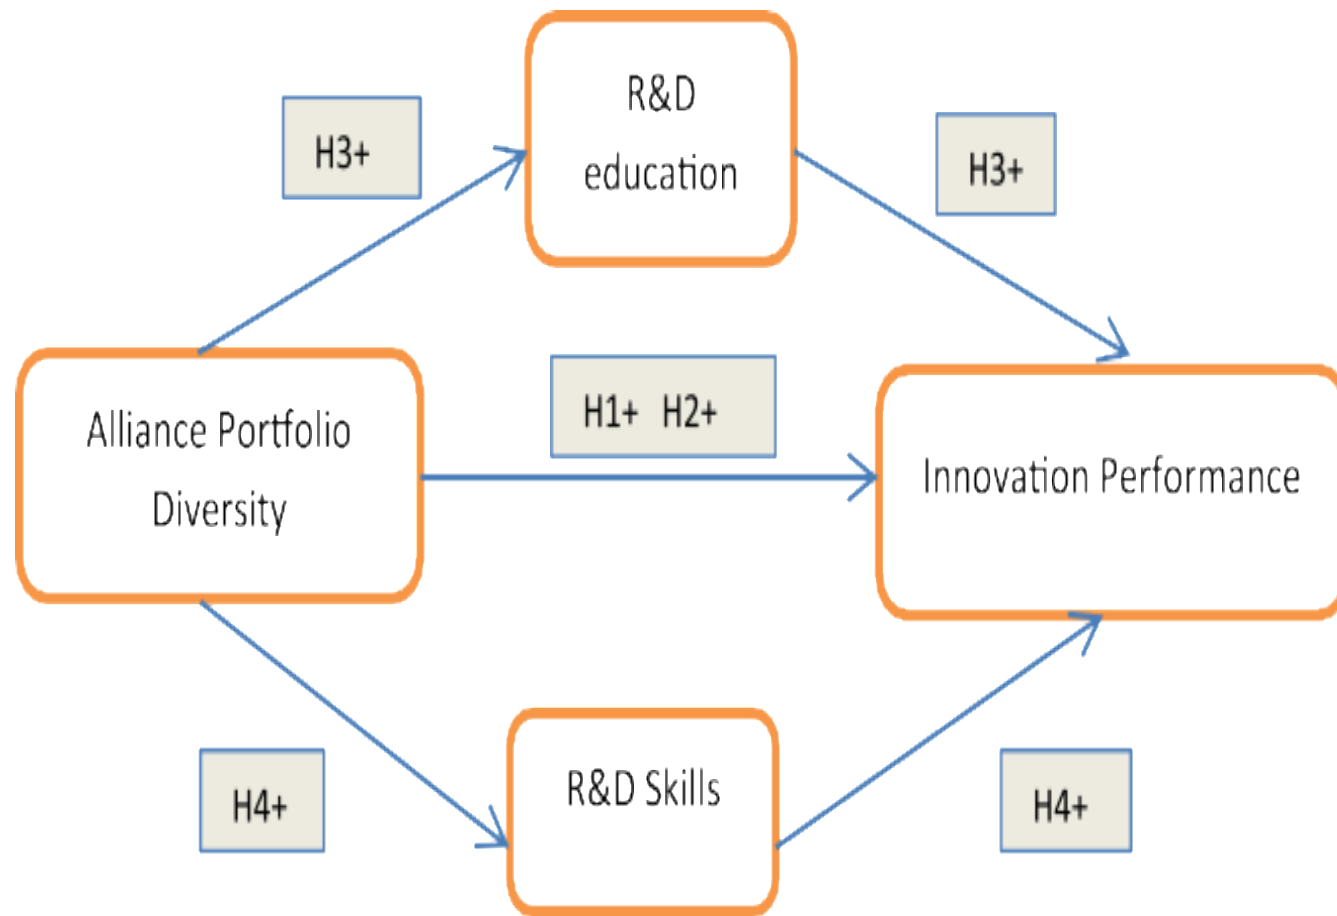 R&D
education
H3+
H3+
Alliance Portfolio
Diversity
H1+ H2+
Innovation Performance
R&D Skills
H4+
H4+